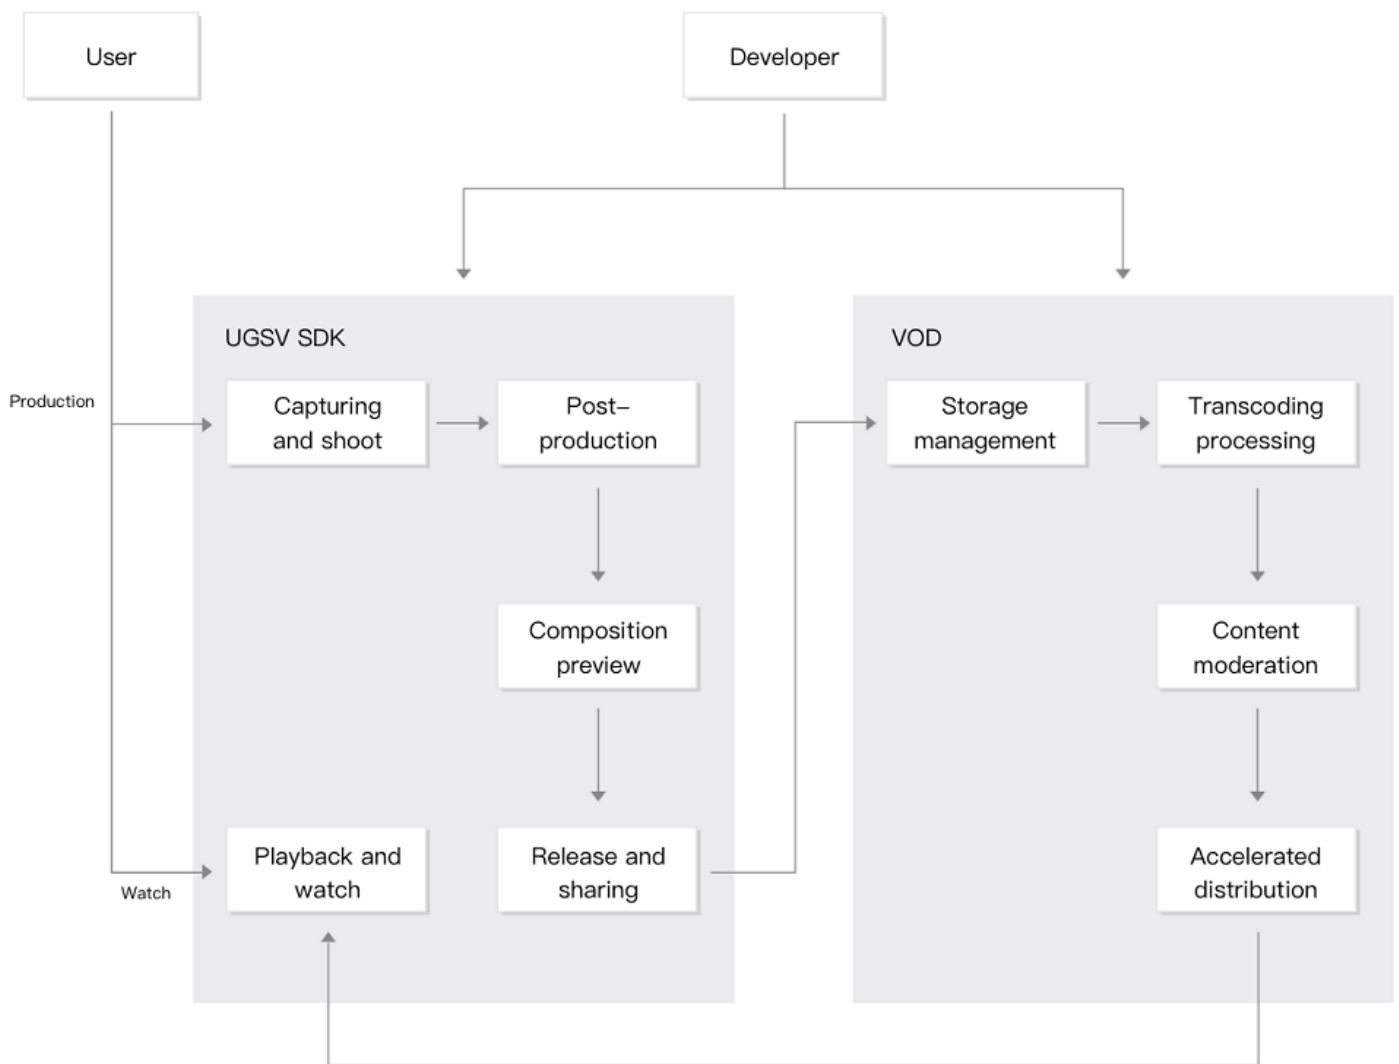 User
Developer
UGSV SDK
VOD
Production
Capturing
and shoot
Post–
production
Storage
management
Transcoding
processing
Composition
preview
Content
moderation
Playback and
watch
Watch
Release and
sharing
Accelerated
distribution